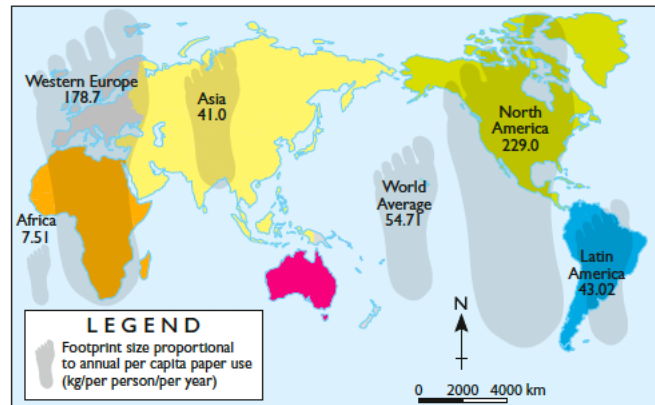 Western Europe
178.7
Asia
41.0
North
America
229.0
World
Average
54.71
Africa
7.51
Latin
America
43.02
LEGEND
Footprint size proportional
to annual per capita paper use
(kg/per person/per year)
N
0 2000 4000 km